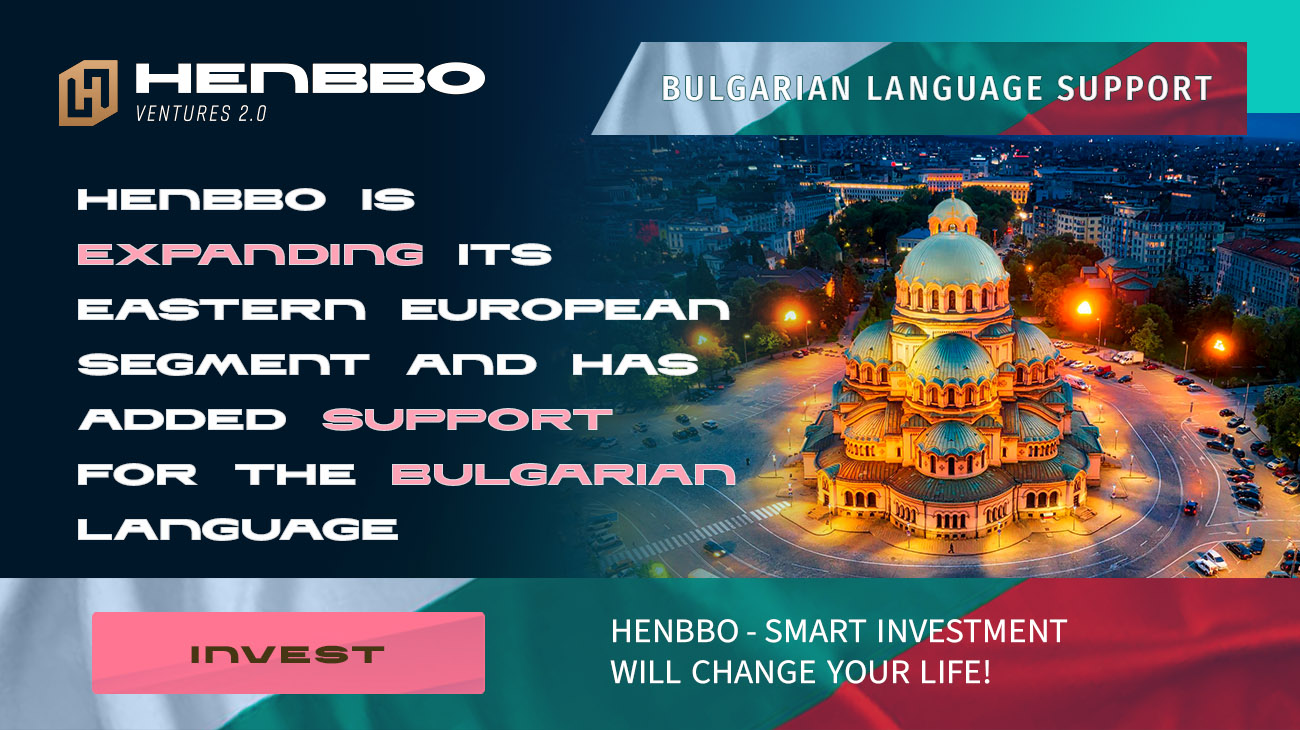 HENBBO
VENTURES 2.0
BULGARIAN LANGUAGE SUPPORT
HENBBO IS
EXPANDING ITS
EASTERN EUROPEAN
SEGMENT AND HAS
ADDED SUPPORT
FOR THE BULGARIAN
LANGUAGE
INVEST
HENBBO - SMART INVESTMENT
WILL CHANGE YOUR LIFE!